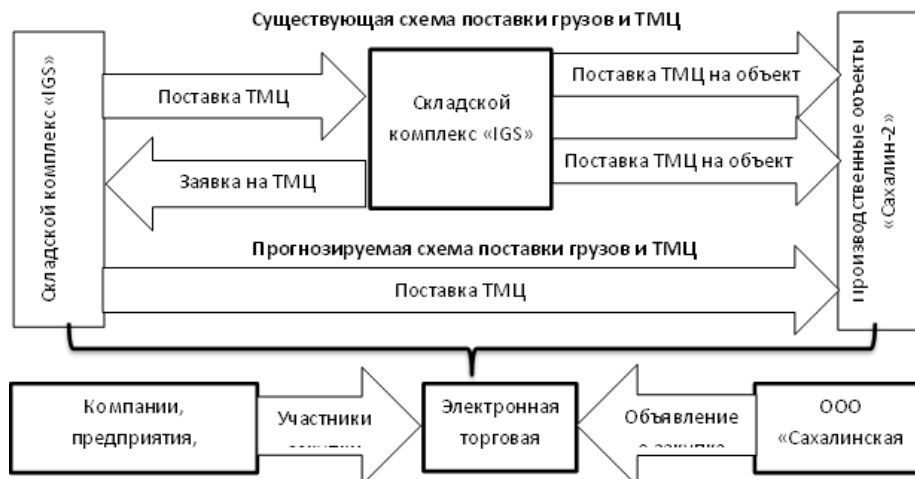 Существующая схема поставки грузов и ТМЦ
Складской комплекс «IGS»
Поставка ТМЦ
Заявка на ТМЦ
Складской
комплекс «IGS»
Поставка ТМЦ на объект
Поставка ТМЦ на объект
производственные объекты
«Сахалин-2»
Прогнозируемая схема поставки грузов и ТМЦ
Поставка ТМЦ
Компании,
предприятия,
Участники
Электронная
торговая
Объявление
о закупке
ООО
«Сахалинская